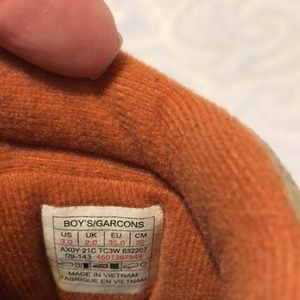 BOY'S/GARCONS
US UK EU CM
3.0 2.0 35.0 22
AX0Y 21C TC3W 632207
09-143 4501367549
MADE IN VIETNAM
FABRIQUE EN VIETNAM